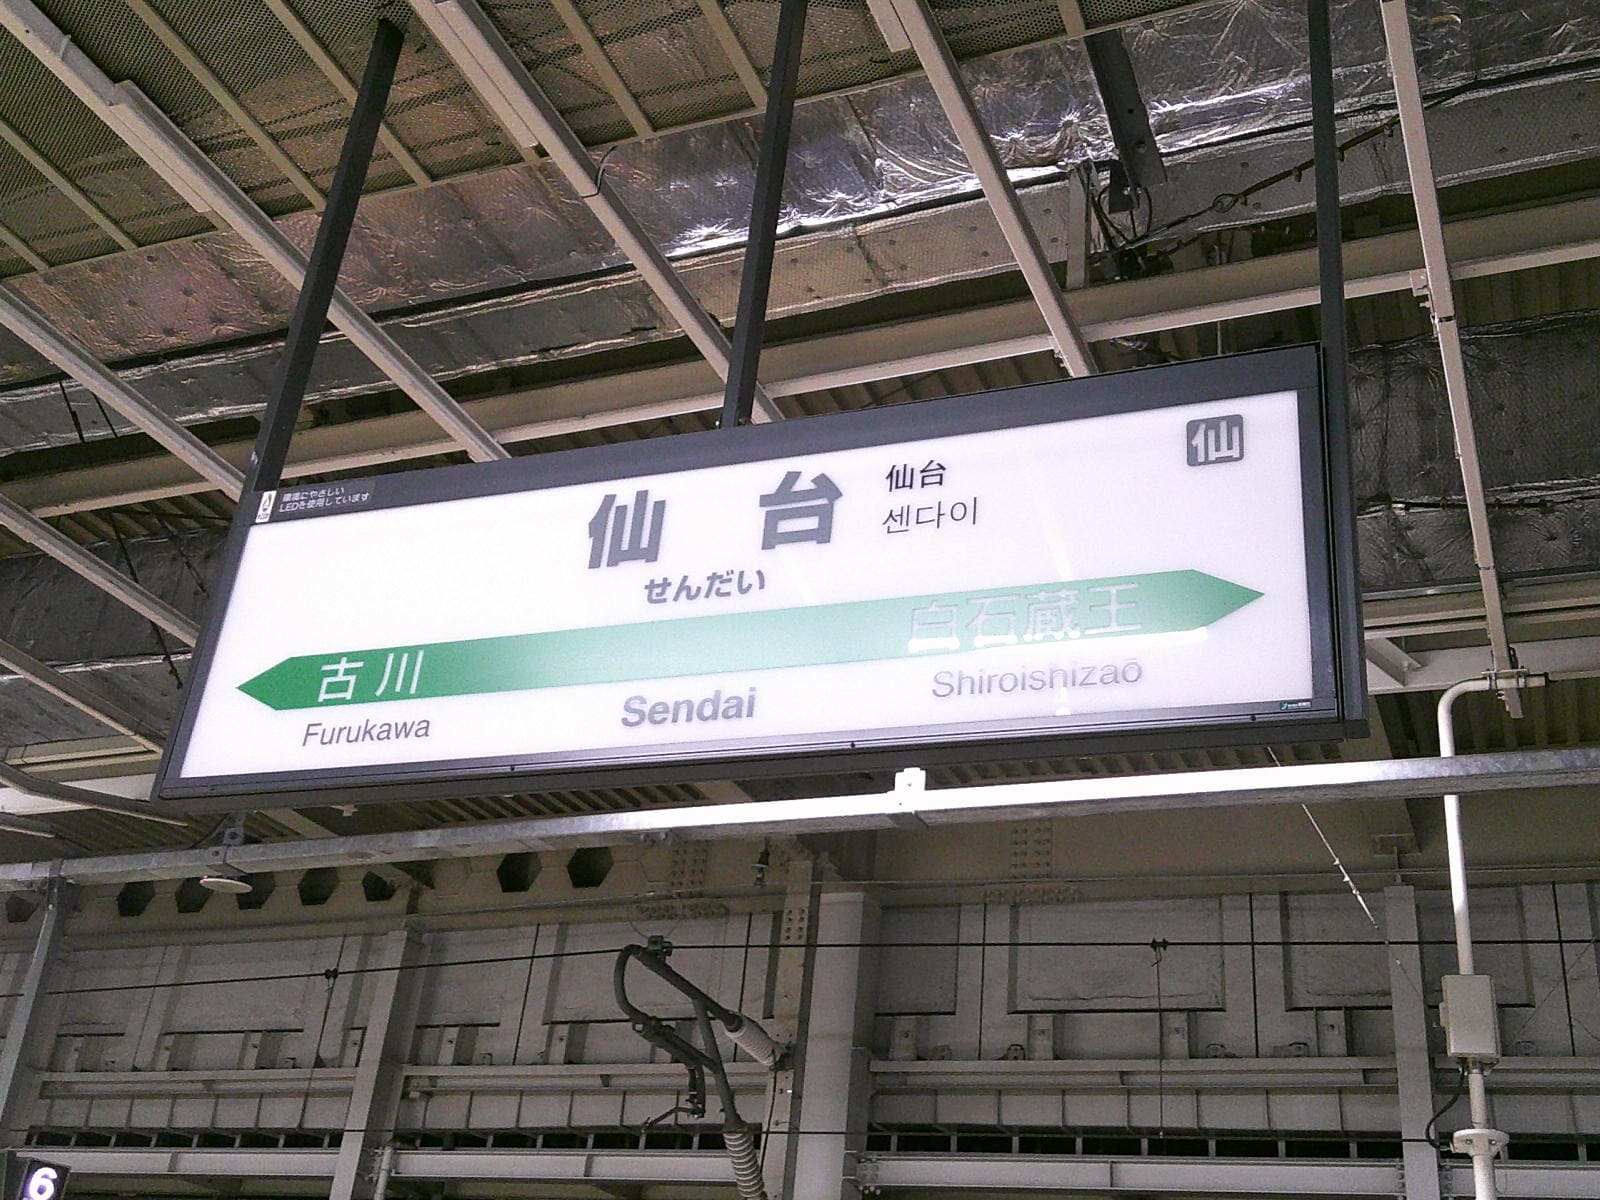 環境にやさしい
LEDを使用しています
仙
仙台
仙台
센다이
せんだい
古川
白石蔵王
Furukawa
Sendai
Shiroishizaō
6